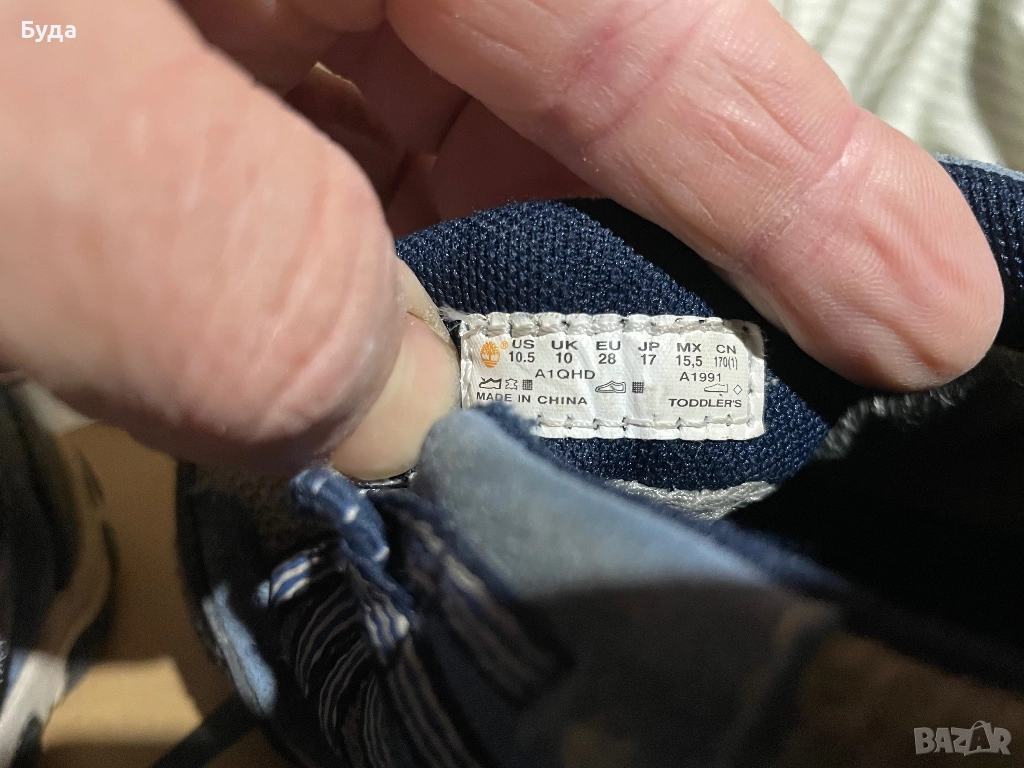 Буда
® US UK EU JP MX CN
10.5 10 28 17 15,5 170(1)
A1QHD A1991
MADE IN CHINA TODDLER'S
BAZAR